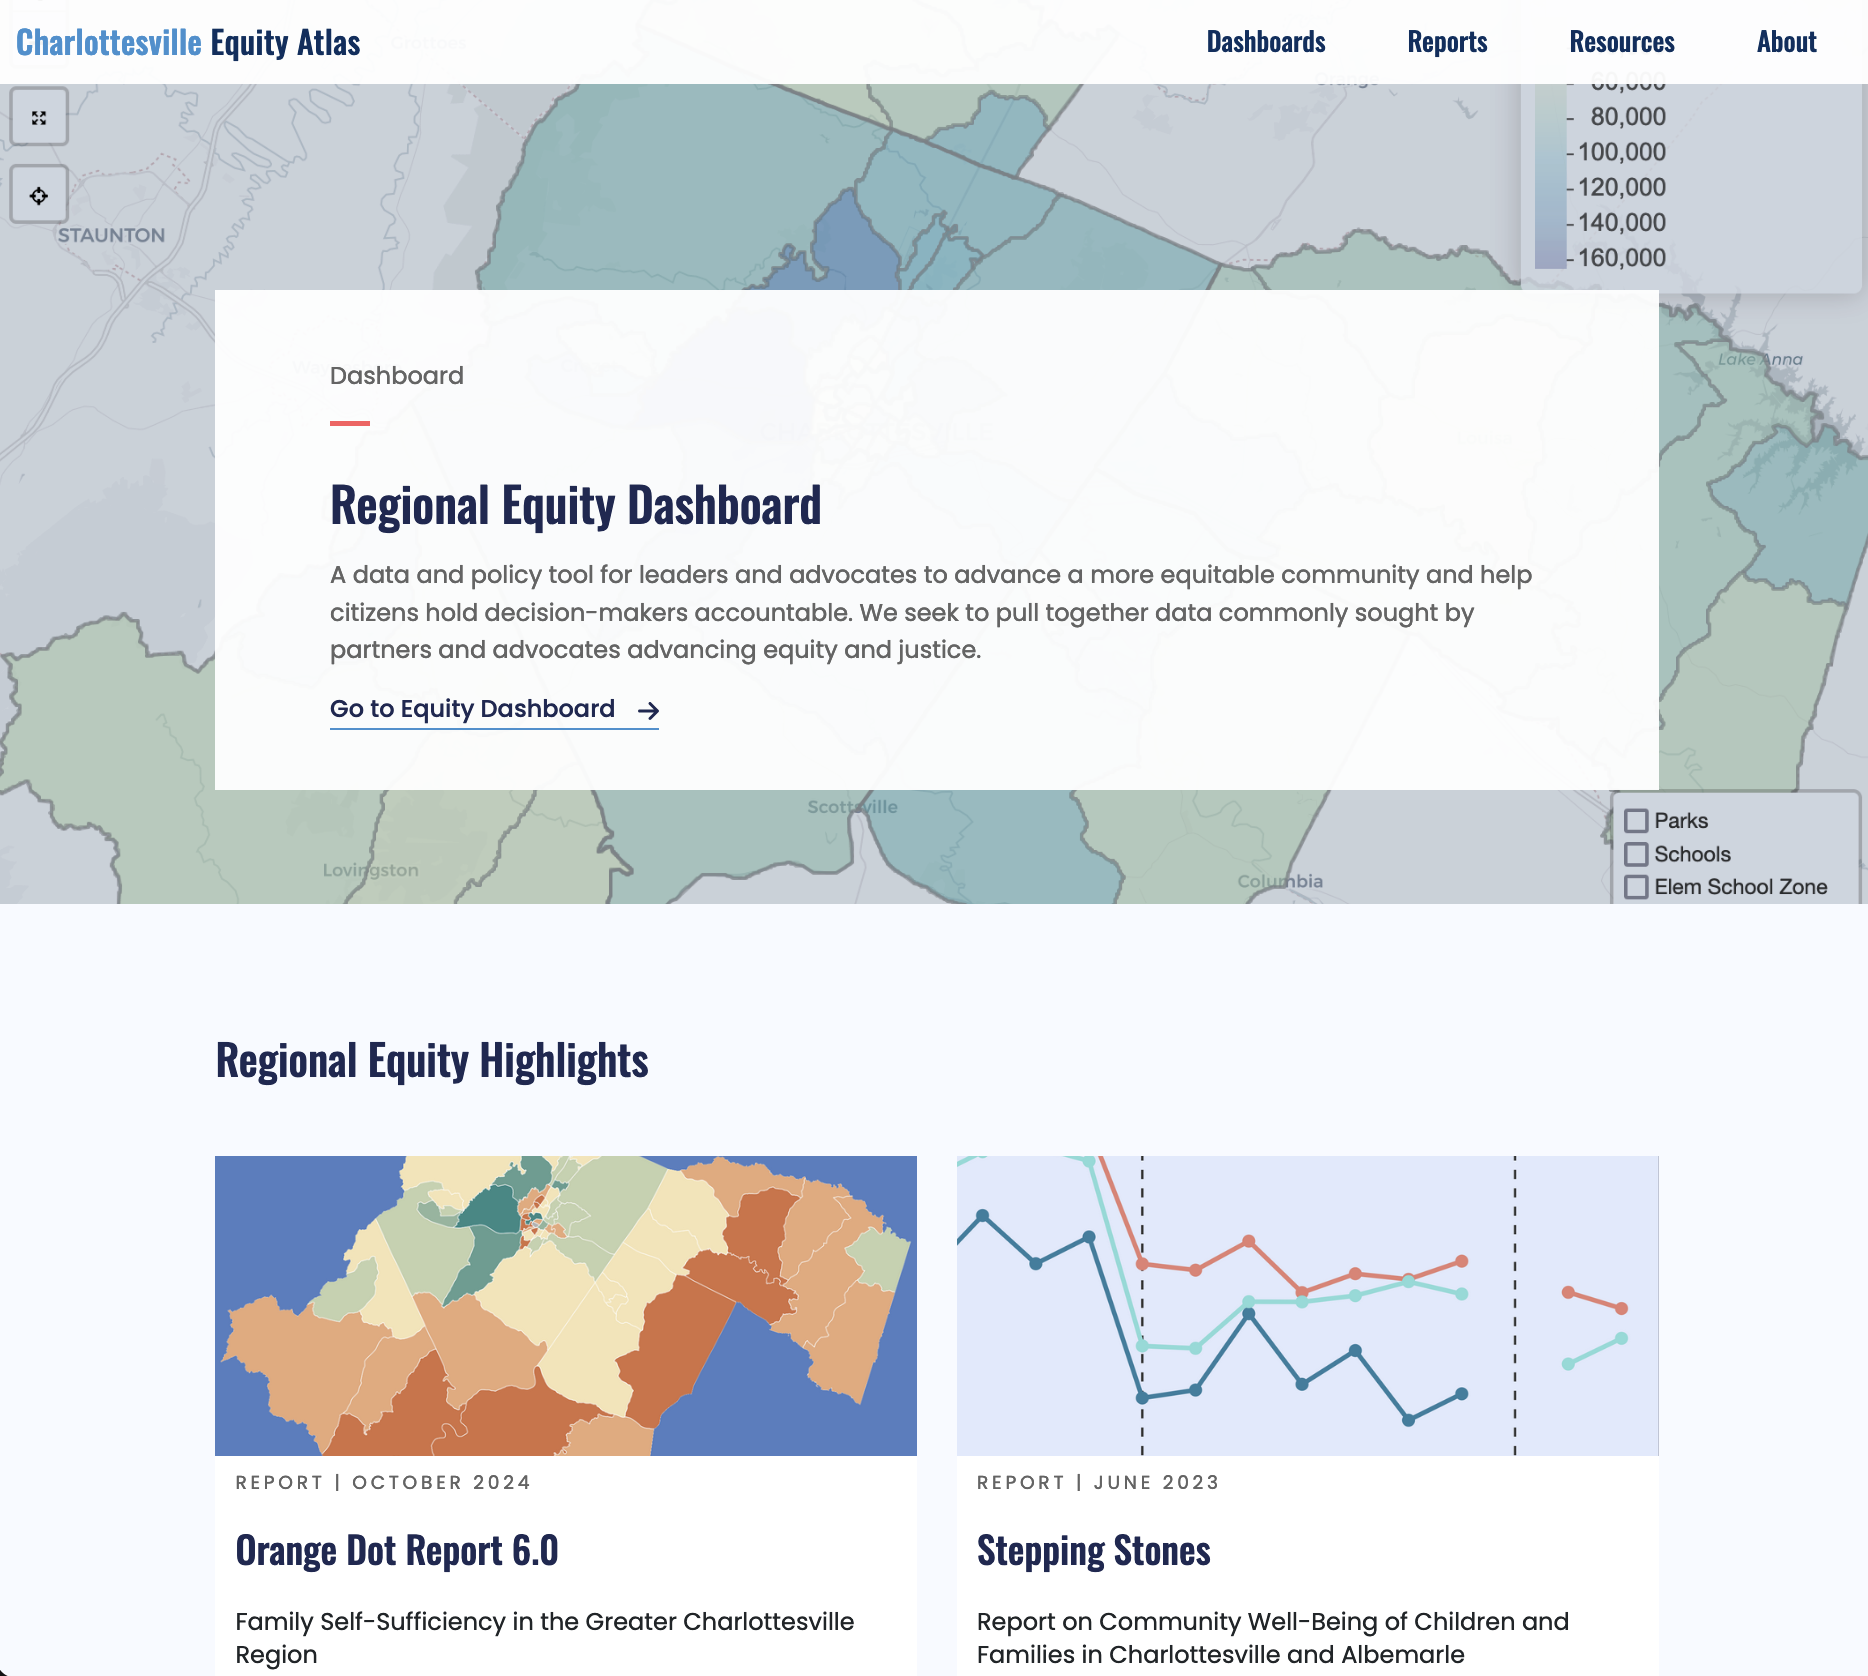 Charlottesville Equity Atlas
Dashboards
Reports
Resources
About
60,000
80,000
100,000
120,000
140,000
160,000
STAUNTON
Lake Anna
Dashboard
Regional Equity Dashboard
A data and policy tool for leaders and advocates to advance a more equitable community and help
citizens hold decision-makers accountable. We seek to pull together data commonly sought by
partners and advocates advancing equity and justice.
Go to Equity Dashboard
Scottsville
Lovingston
Columbia
Parks
Schools
Elem School Zone
Regional Equity Highlights
REPORT | OCTOBER 2024
Orange Dot Report 6.0
Family Self-Sufficiency in the Greater Charlottesville
Region
REPORT | JUNE 2023
Stepping Stones
Report on Community Well-Being of Children and
Families in Charlottesville and Albemarle